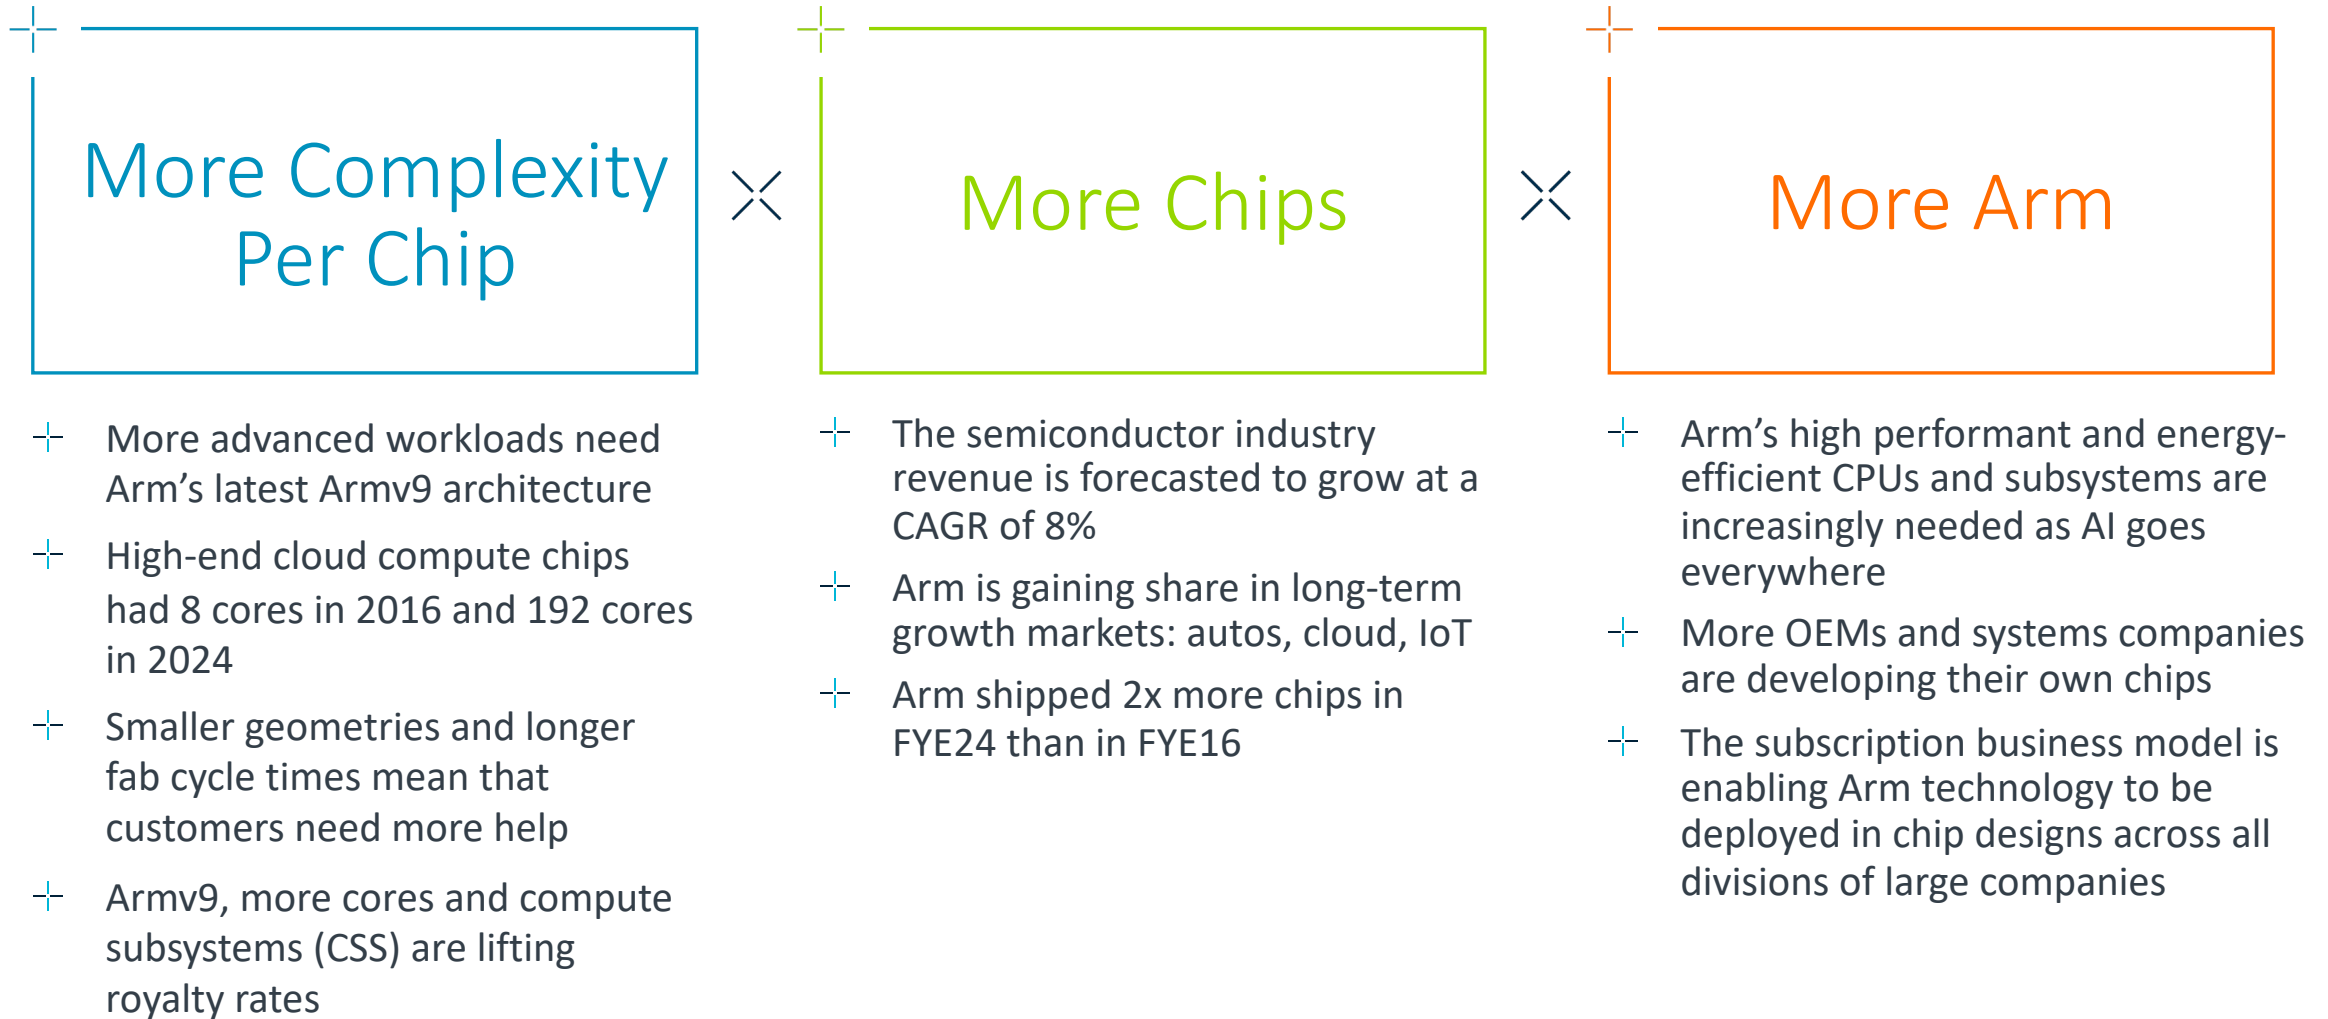 More Complexity
Per Chip
More Chips
More Arm
More advanced workloads need
Arm’s latest Armv9 architecture
High-end cloud compute chips
had 8 cores in 2016 and 192 cores
in 2024
Smaller geometries and longer
fab cycle times mean that
customers need more help
Armv9, more cores and compute
subsystems (CSS) are lifting
royalty rates
The semiconductor industry
revenue is forecasted to grow at a
CAGR of 8%
Arm is gaining share in long-term
growth markets: autos, cloud, IoT
Arm shipped 2x more chips in
FYE24 than in FYE16
Arm’s high performant and energy-
efficient CPUs and subsystems are
increasingly needed as AI goes
everywhere
More OEMs and systems companies
are developing their own chips
The subscription business model is
enabling Arm technology to be
deployed in chip designs across all
divisions of large companies